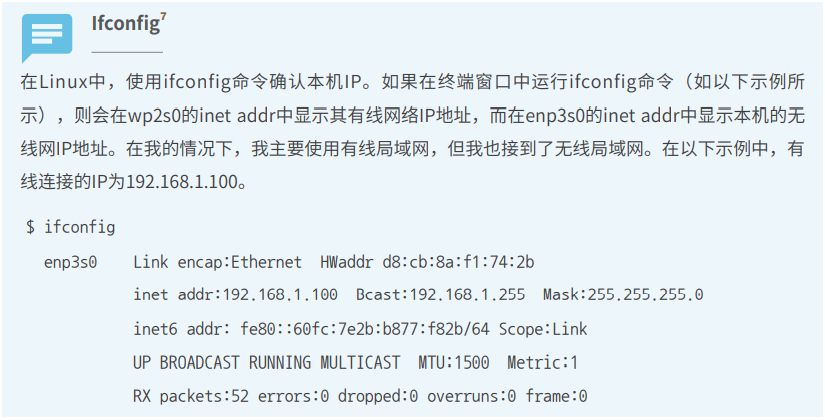 Ifconfig7
在Linux中，使用ifconfig命令确认本机IP。如果在终端窗口中运行ifconfig命令（如以下示例所
示），则会在wp2s0的inet addr中显示其有线网络IP地址，而在enp3s0的inet addr中显示本机的无
线网IP地址。在我的情况下，我主要使用有线局域网，但我也接到了无线局域网。在以下示例中，有
线连接的IP为192.168.1.100。
$ ifconfig
enp3s0 Link encap:Ethernet HWaddr d8:cb:8a:f1:74:2b
inet addr:192.168.1.100 Bcast:192.168.1.255 Mask:255.255.255.0
inet6 addr: fe80::60fc:7e2b:b877:f82b/64 Scope:Link
UP BROADCAST RUNNING MULTICAST MTU:1500 Metric:1
RX packets:52 errors:0 dropped:0 overruns:0 frame:0